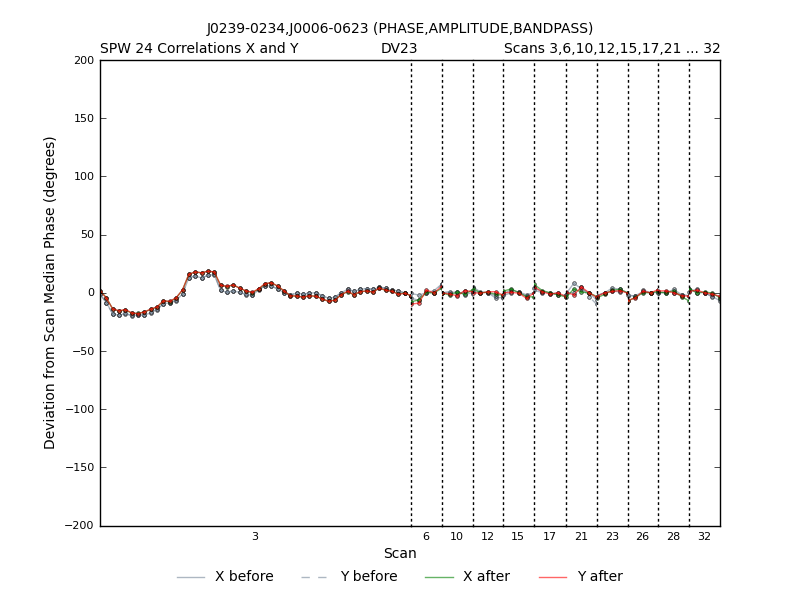 J0239-0234,J0006-0623 (PHASE,AMPLITUDE,BANDPASS)
SPW 24 Correlations X and Y DV23 Scans 3,6,10,12,15,17,21 ... 32
200
150
100
50
0
−50
−100
−150
−200
Deviation from Scan Median Phase (degrees)
3 6 10 12 15 17 21 23 26 28 32
Scan
X before Y before X after Y after